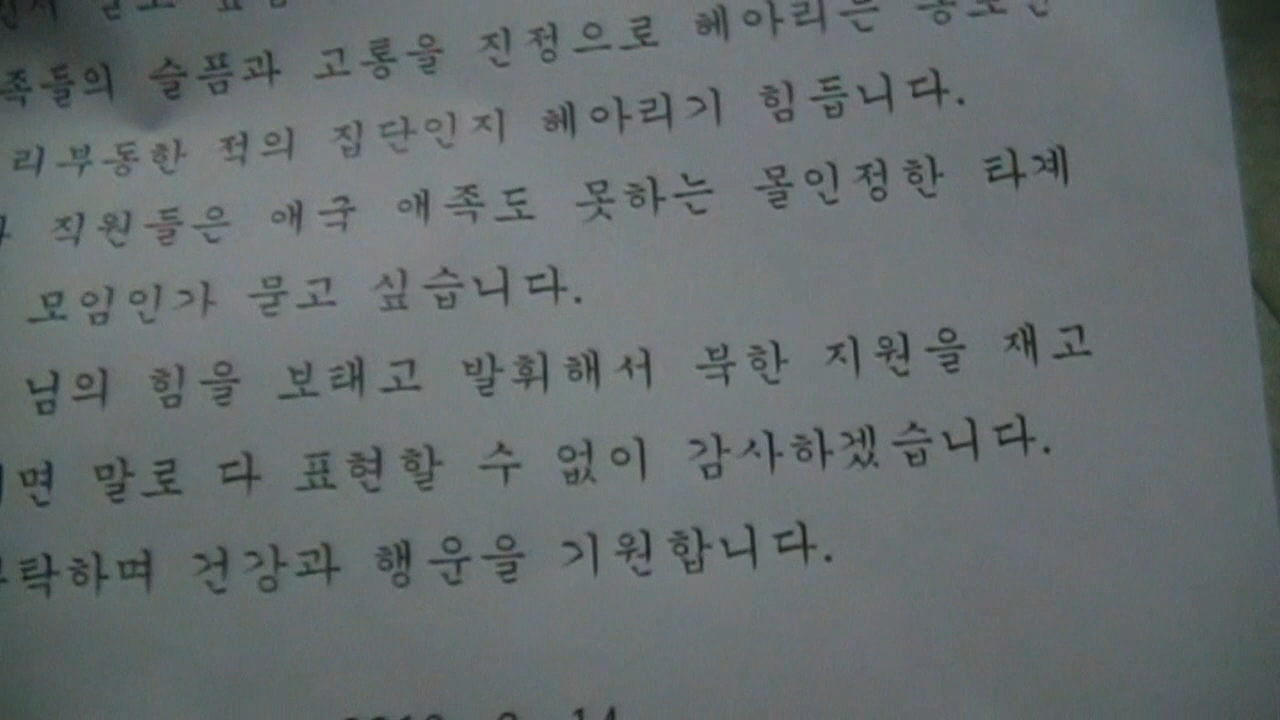 족들의 슬픔과 고통을 진정으로 헤아리는 동포인
리부동한 적의 집단인지 헤아리기 힘듭니다.
직원들은 애국 애족도 못하는 몰인정한 타계
모임인가 묻고 싶습니다.
님의 힘을 보태고 발휘해서 북한 지원을 재고
면 말로 다 표현할 수 없이 감사하겠습니다.
부탁하며 건강과 행운을 기원합니다.